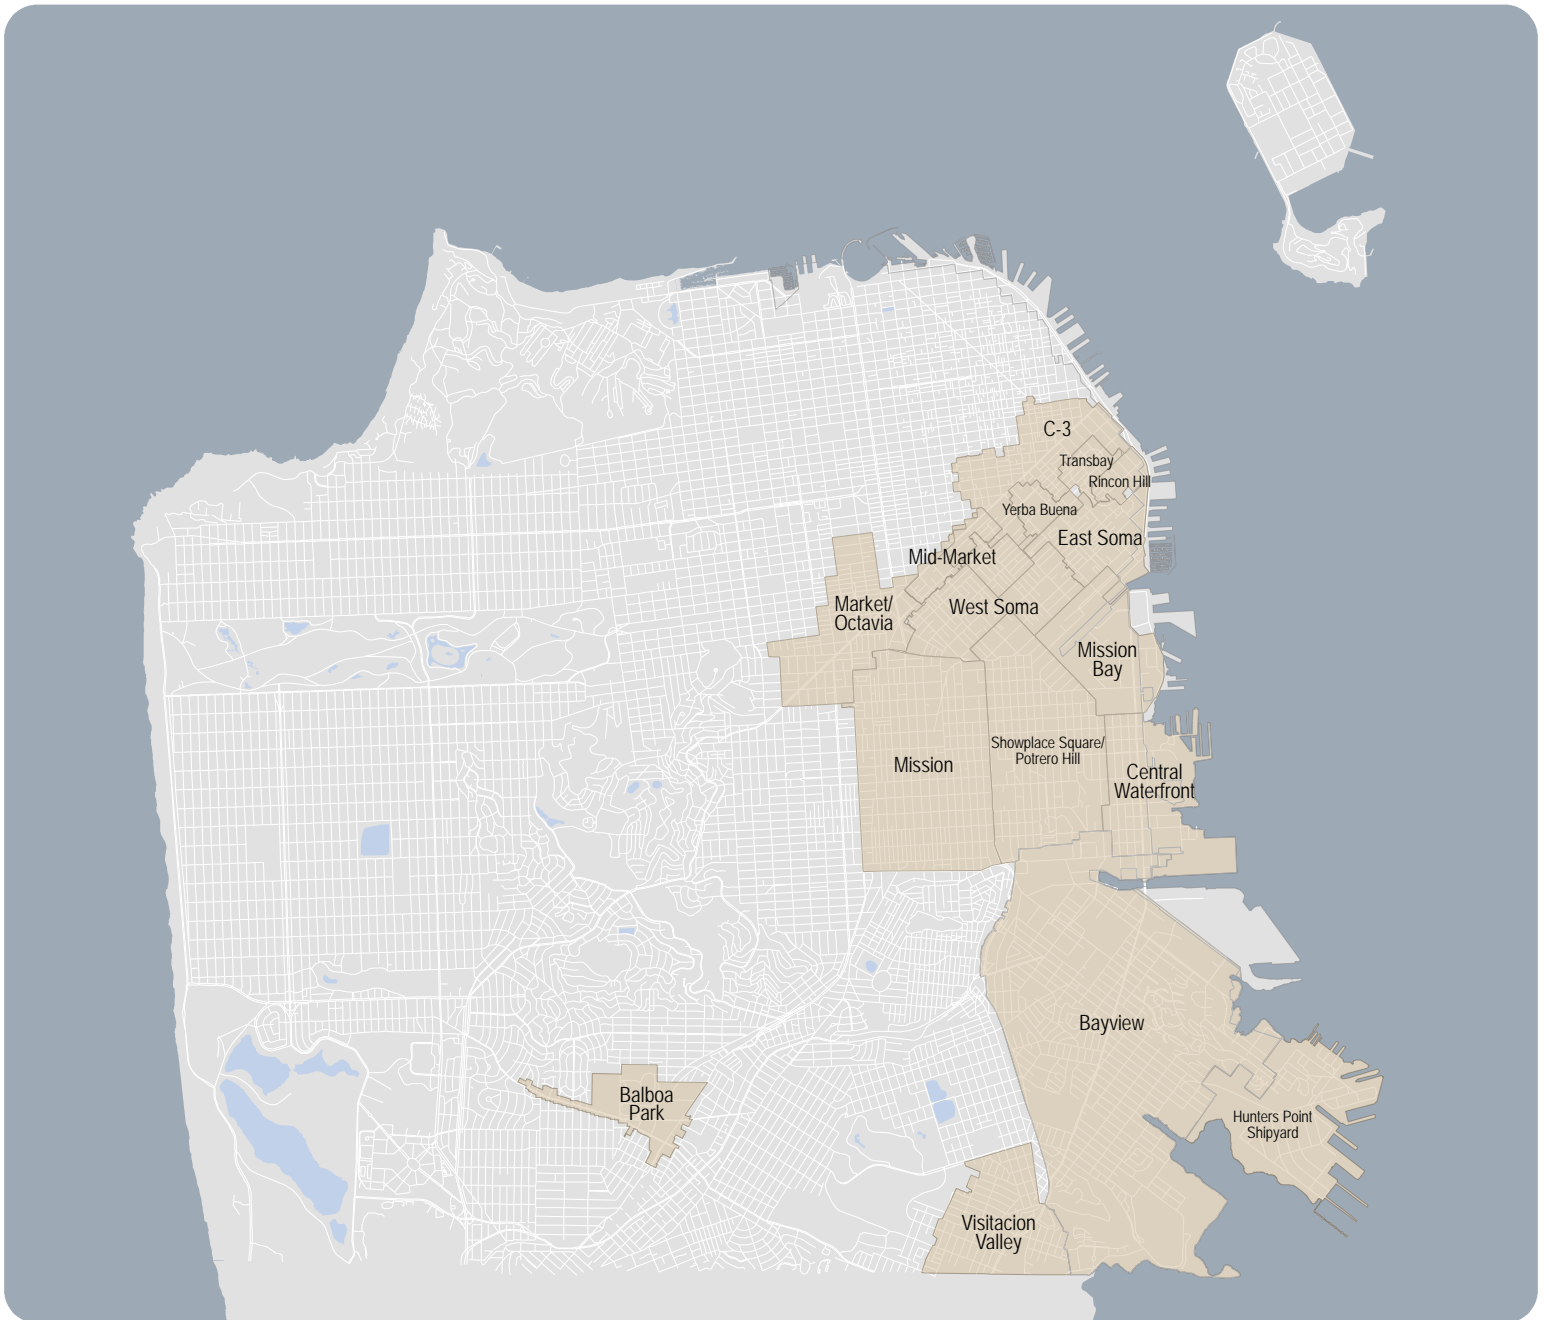 C-3
Transbay
Rincon Hill
Yerba Buena
East Soma
Mid-Market
Market/
Octavia
West Soma
Mission
Bay
Showplace Square/
Potrero Hill
Mission
Central
Waterfront
Bayview
Balboa
Park
Hunters Point
Shipyard
Visitacion
Valley